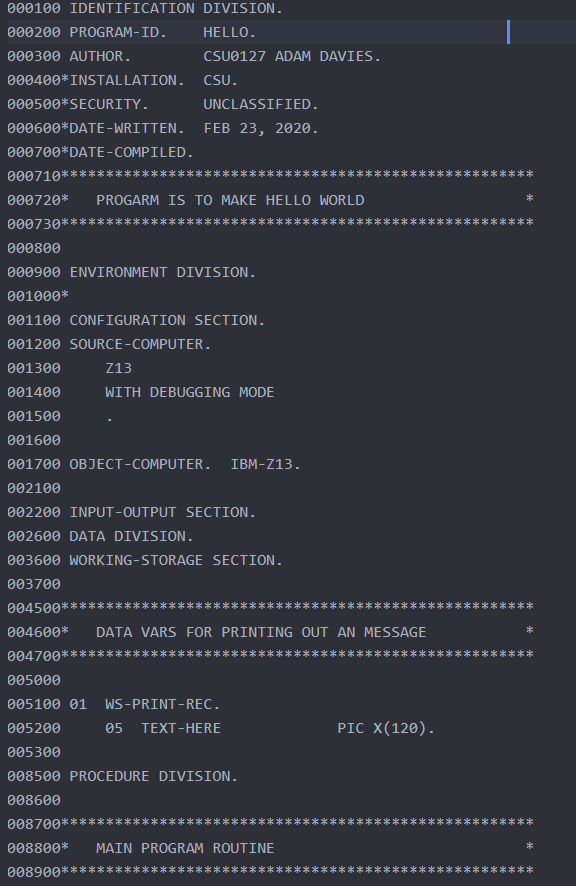 000100 IDENTIFICATION DIVISION.
000200 PROGRAM-ID.    HELLO.
000300 AUTHOR.        CSU0127 ADAM DAVIES.
000400*INSTALLATION.  CSU.
000500*SECURITY.      UNCLASSIFIED.
000600*DATE-WRITTEN.  FEB 23, 2020.
000700*DATE-COMPILED.
000710*****************************************************
000720*   PROGARM IS TO MAKE HELLO WORLD                  *
000730*****************************************************
000800
000900 ENVIRONMENT DIVISION.
001000*
001100 CONFIGURATION SECTION.
001200 SOURCE-COMPUTER.
001300     Z13
001400     WITH DEBUGGING MODE
001500     .
001600
001700 OBJECT-COMPUTER.  IBM-Z13.
002100
002200 INPUT-OUTPUT SECTION.
002600 DATA DIVISION.
003600 WORKING-STORAGE SECTION.
003700
004500*****************************************************
004600*   DATA VARS FOR PRINTING OUT AN MESSAGE           *
004700*****************************************************
005000
005100 01  WS-PRINT-REC.
005200     05  TEXT-HERE             PIC X(120).
005300
008500 PROCEDURE DIVISION.
008600
008700*****************************************************
008800*   MAIN PROGRAM ROUTINE                            *
008900*****************************************************